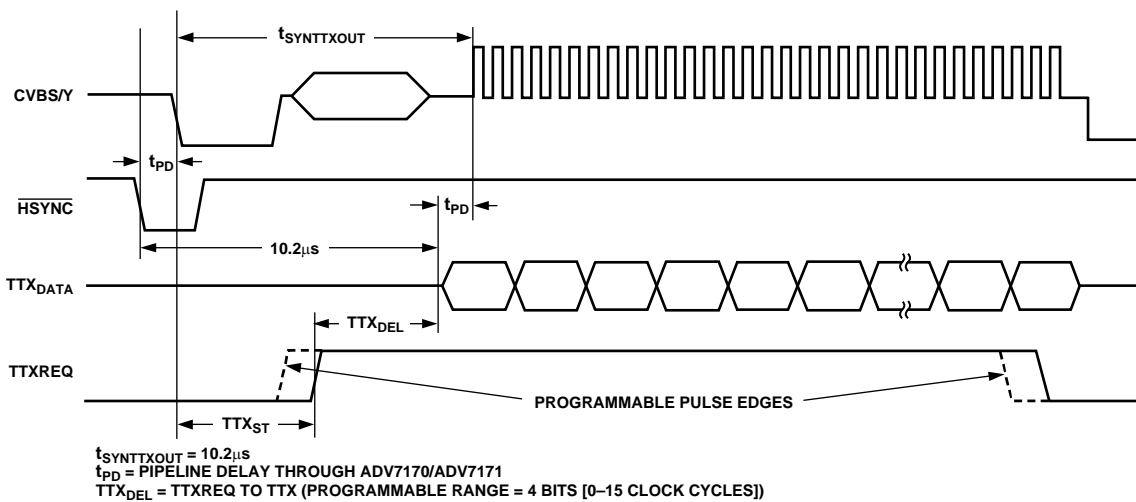 tSYNTTXOUT
CVBS/Y
tPD
HSYNC
tPD
10.2μs
TTXDATA
TTXDEL
TTXREQ
PROGRAMMABLE PULSE EDGES
TTXST
tSYNTTXOUT = 10.2μs
tPD = PIPELINE DELAY THROUGH ADV7170/ADV7171
TTXDEL = TTXREQ TO TTX (PROGRAMMABLE RANGE = 4 BITS [0–15 CLOCK CYCLES])